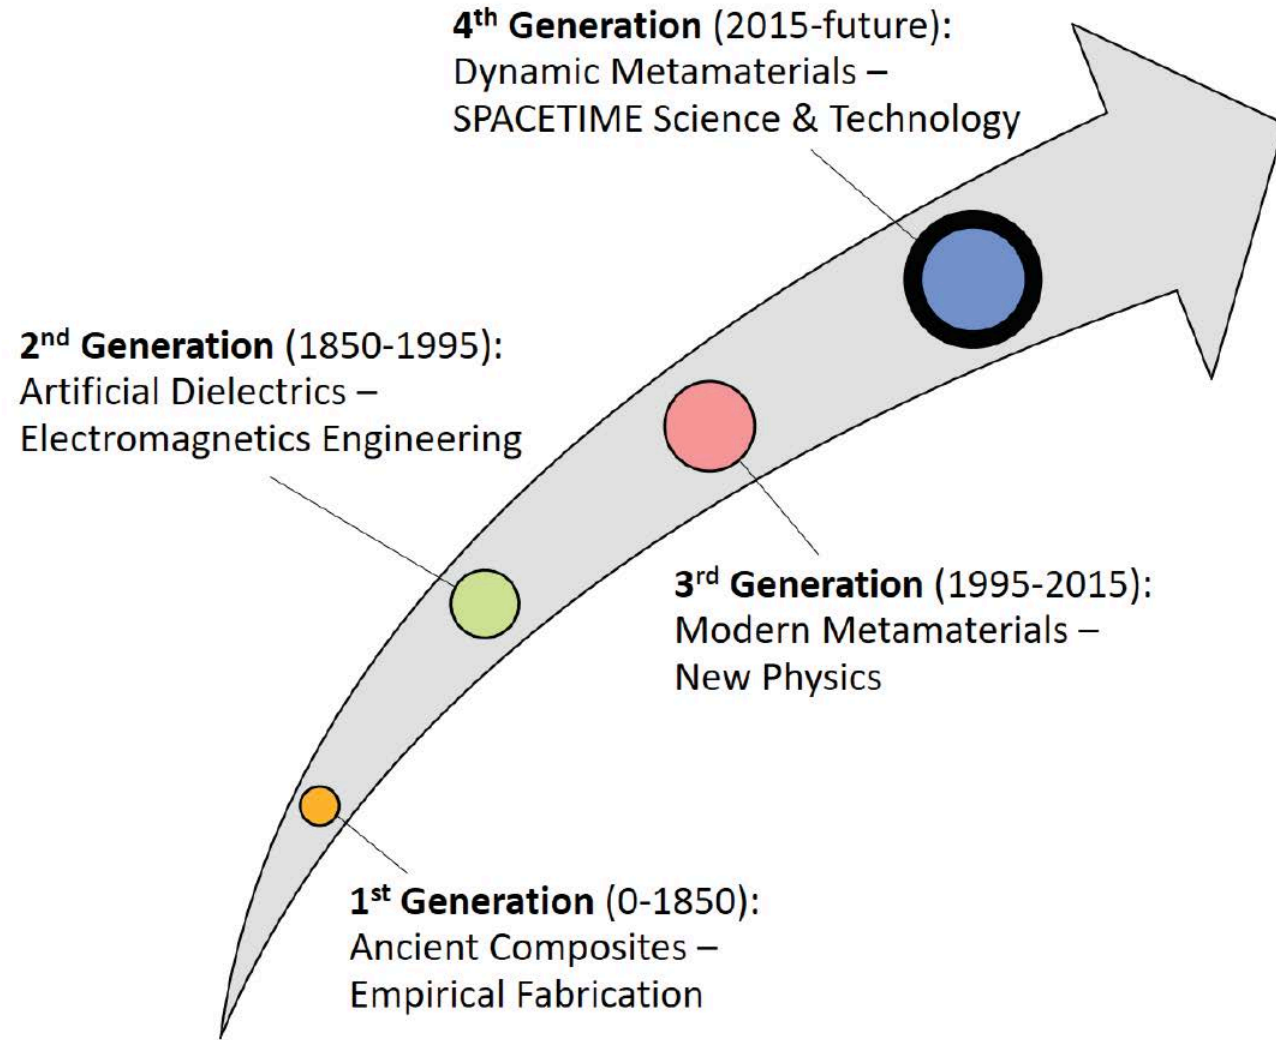 4th Generation (2015-future):
Dynamic Metamaterials –
SPACETIME Science & Technology
2nd Generation (1850-1995):
Artificial Dielectrics –
Electromagnetics Engineering
3rd Generation (1995-2015):
Modern Metamaterials –
New Physics
1st Generation (0-1850):
Ancient Composites –
Empirical Fabrication